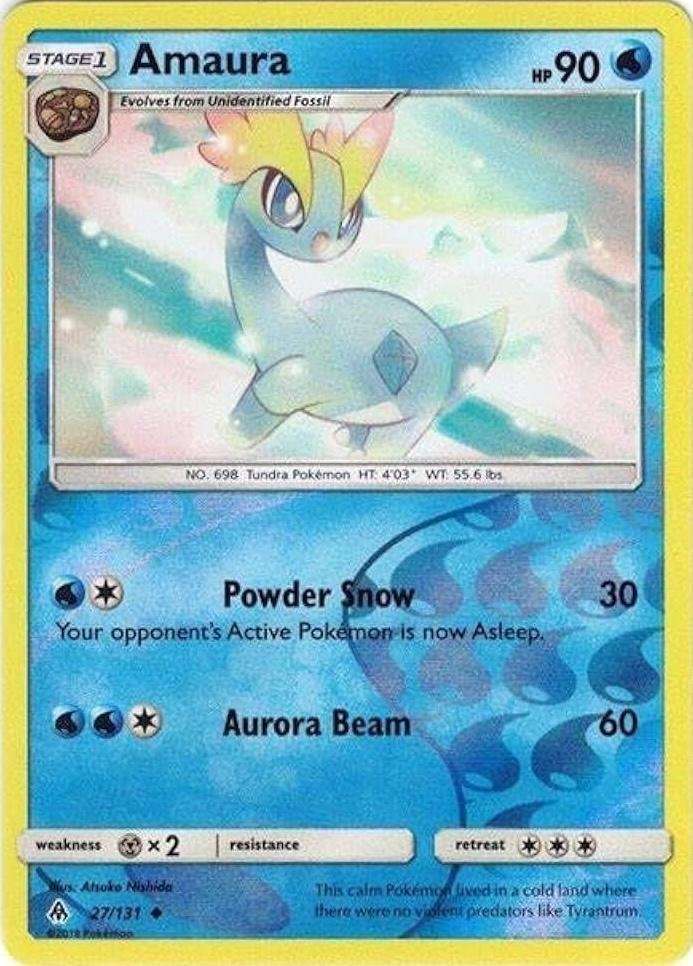 STAGE 1 Amaura HP 90
Evolves from Unidentified Fossil
NO. 698 Tundra Pokémon HT: 4'03" WT: 55.6 lbs.
Powder Snow 30
Your opponent's Active Pokémon is now Asleep.
Aurora Beam 60
weakness ×2 resistance retreat
Illus. Atsuko Nishida
This calm Pokémon lived in a cold land where
there were no violent predators like Tyrantrum.
27/131
©2018 Pokémon